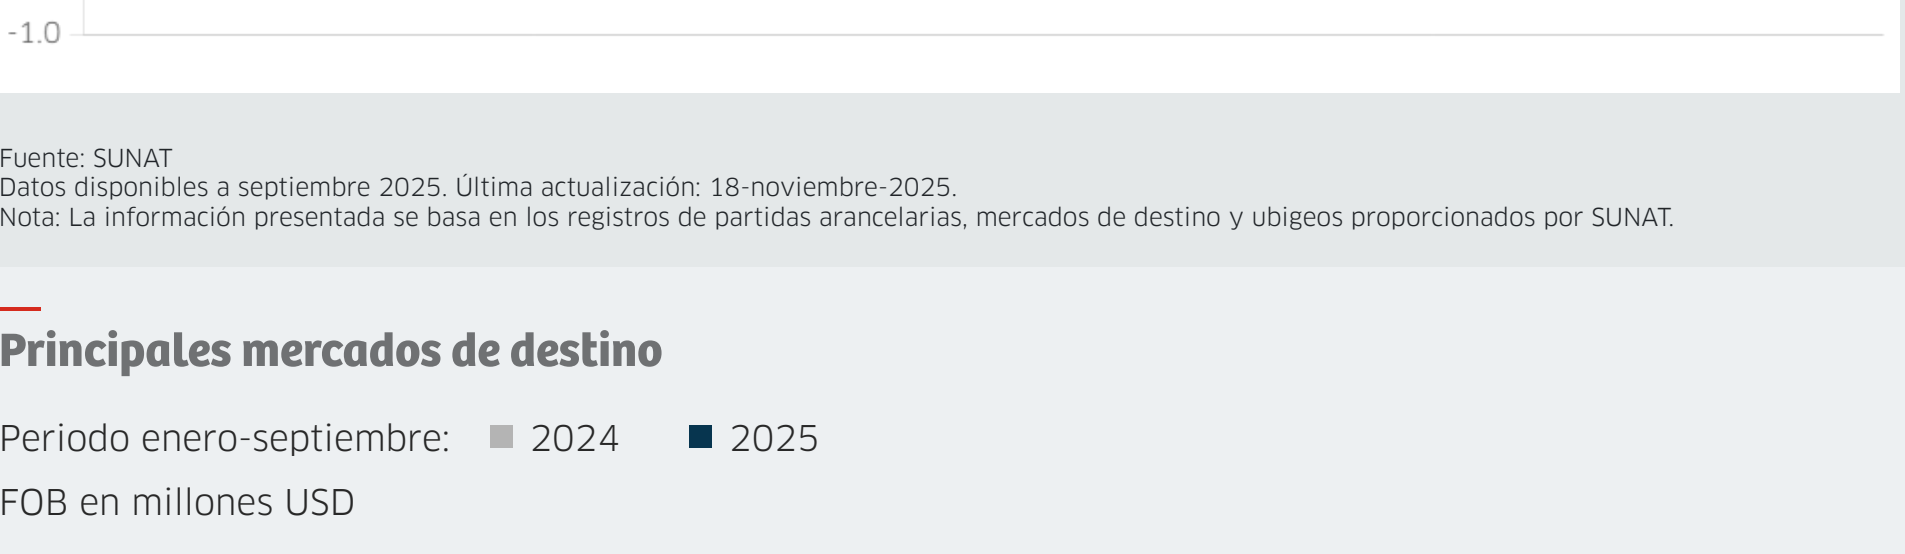 -1.0
Fuente: SUNAT
Datos disponibles a septiembre 2025. Última actualización: 18-noviembre-2025.
Nota: La información presentada se basa en los registros de partidas arancelarias, mercados de destino y ubigeos proporcionados por SUNAT.
Principales mercados de destino
Periodo enero-septiembre: 2024 2025
FOB en millones USD